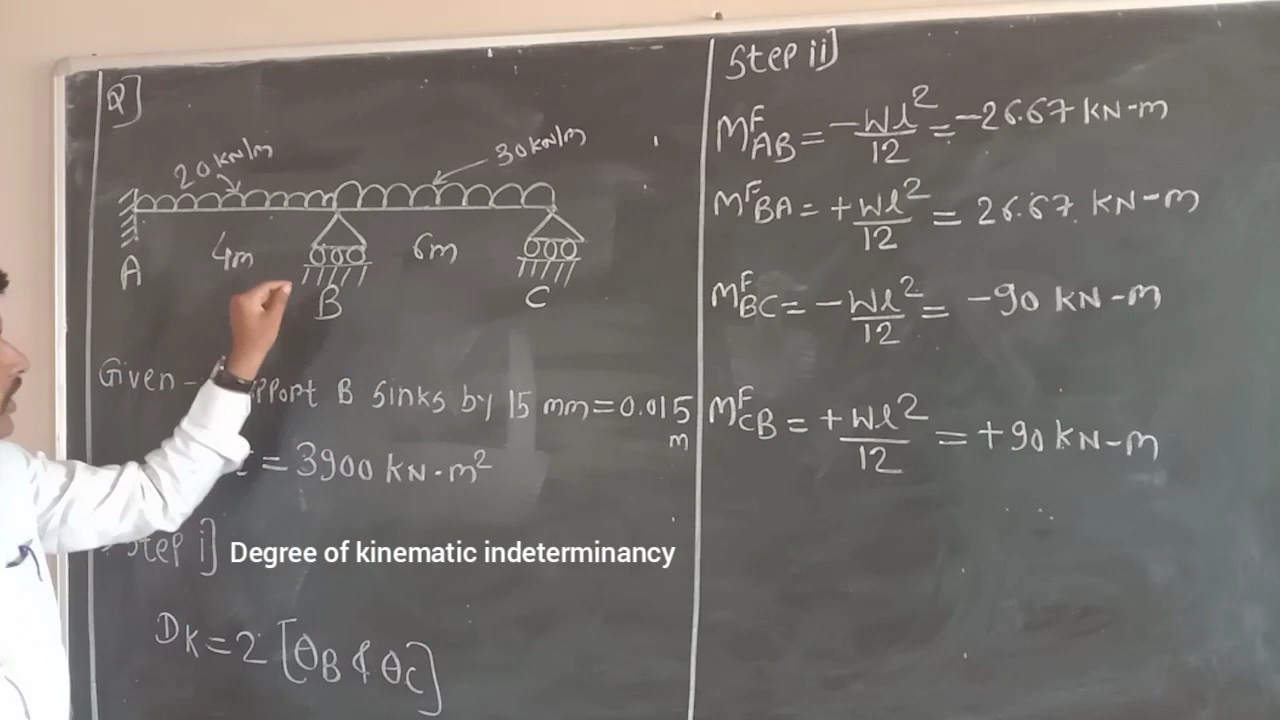 Q]
20 kN/m
30 kN/m
4m
6m
A
B
C
Given - pport B sinks by 15 mm = 0.015 m
= 3900 kN.m²
Step i] Degree of kinematic indeterminancy
DK = 2 [θB & θC]
Step ii]
M^F_AB = -Wl²/12 = -26.67 kN-m
M^F_BA = +Wl²/12 = 26.67 kN-m
M^F_BC = -Wl²/12 = -90 kN-m
M^F_CB = +Wl²/12 = +90 kN-m